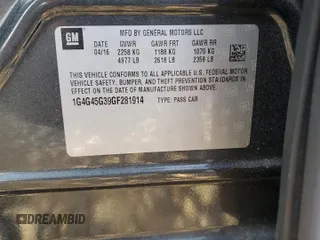 GM
MFD BY GENERAL MOTORS LLC
04/16 GVWR GAWR FRT GAWR RR
2258 KG 1188 KG 1070 KG
4977 LB 2618 LB 2359 LB
THIS VEHICLE CONFORMS TO ALL APPLICABLE U.S. FEDERAL MOTOR
VEHICLE SAFETY, BUMPER, AND THEFT PREVENTION STANDARDS
IN EFFECT ON THE DATE OF MANUFACTURE SHOWN ABOVE.
1G4G45G39GF281914 TYPE: PASS CAR
DREAMBID